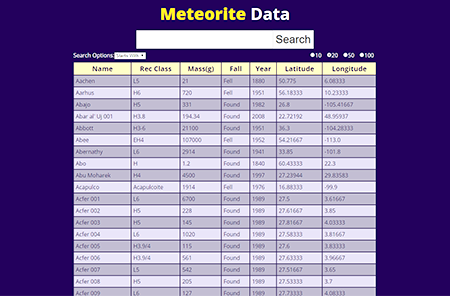 Meteorite Data
Search
Search Options: Starts With 10 20 50 100
Name Rec Class Mass(g) Fall Year Latitude Longitude
Aachen L5 21 Fell 1880 50.775 6.08333
Aarhus H6 720 Fell 1951 56.18333 10.23333
Abajo H5 331 Found 1982 26.8 -105.41667
Abar al' Uj 001 H3.8 194.34 Found 2008 22.72192 48.95937
Abbott H3-6 21100 Found 1951 36.3 -104.28333
Abee EH4 107000 Fell 1952 54.21667 -113.0
Abernathy L6 2914 Found 1941 33.85 -101.8
Abo H 1.2 Found 1840 60.43333 22.3
Abu Moharek H4 4500 Found 1997 27.23944 29.83583
Acapulco Acapulcoite 1914 Fell 1976 16.88333 -99.9
Acfer 001 L6 6700 Found 1989 27.5 3.61667
Acfer 002 H5 228 Found 1989 27.61667 3.85
Acfer 003 H5 145 Found 1989 27.81667 4.03333
Acfer 004 L6 1020 Found 1989 27.58333 3.81667
Acfer 005 H3.9/4 115 Found 1989 27.6 3.83333
Acfer 006 H3.9/4 561 Found 1989 27.63333 3.96667
Acfer 007 L5 542 Found 1989 27.51667 3.65
Acfer 008 H5 205 Found 1989 27.53333 3.7
Acfer 009 L6 127 Found 1989 27.73333 4.08333